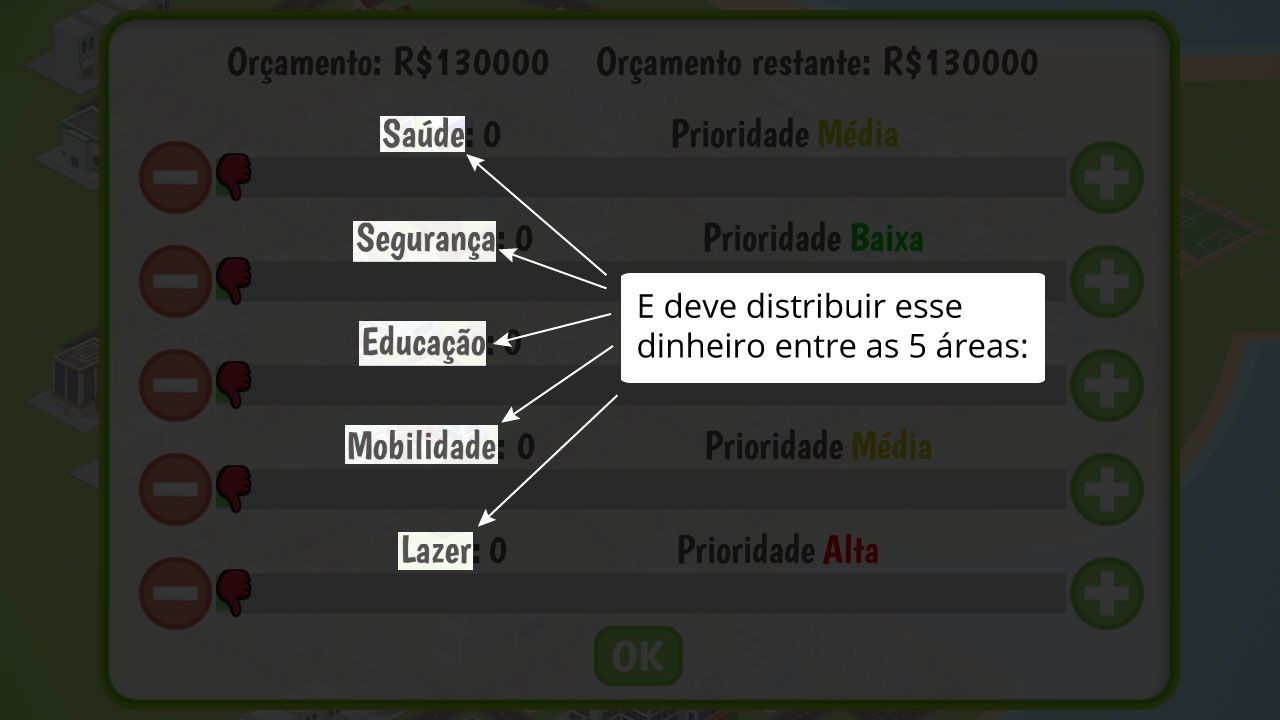 Orçamento: R$130000 Orçamento restante: R$130000
Saúde: 0 Prioridade Média
Segurança: 0 Prioridade Baixa
E deve distribuir esse
dinheiro entre as 5 áreas:
Educação: 0
Mobilidade: 0 Prioridade Média
Lazer: 0 Prioridade Alta
OK